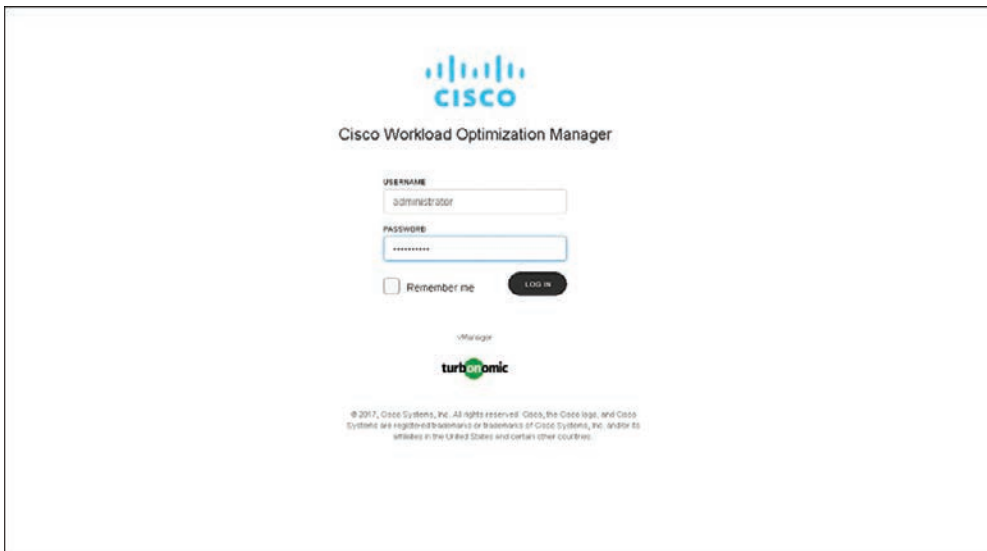 CISCO
Cisco Workload Optimization Manager
USERNAME
administrator
PASSWORD
••••••••••
Remember me
LOG IN
vManager
turbonomic
© 2017, Cisco Systems, Inc. All rights reserved. Cisco, the Cisco logo, and Cisco
Systems are registered trademarks or trademarks of Cisco Systems, Inc. and/or its
affiliates in the United States and certain other countries.